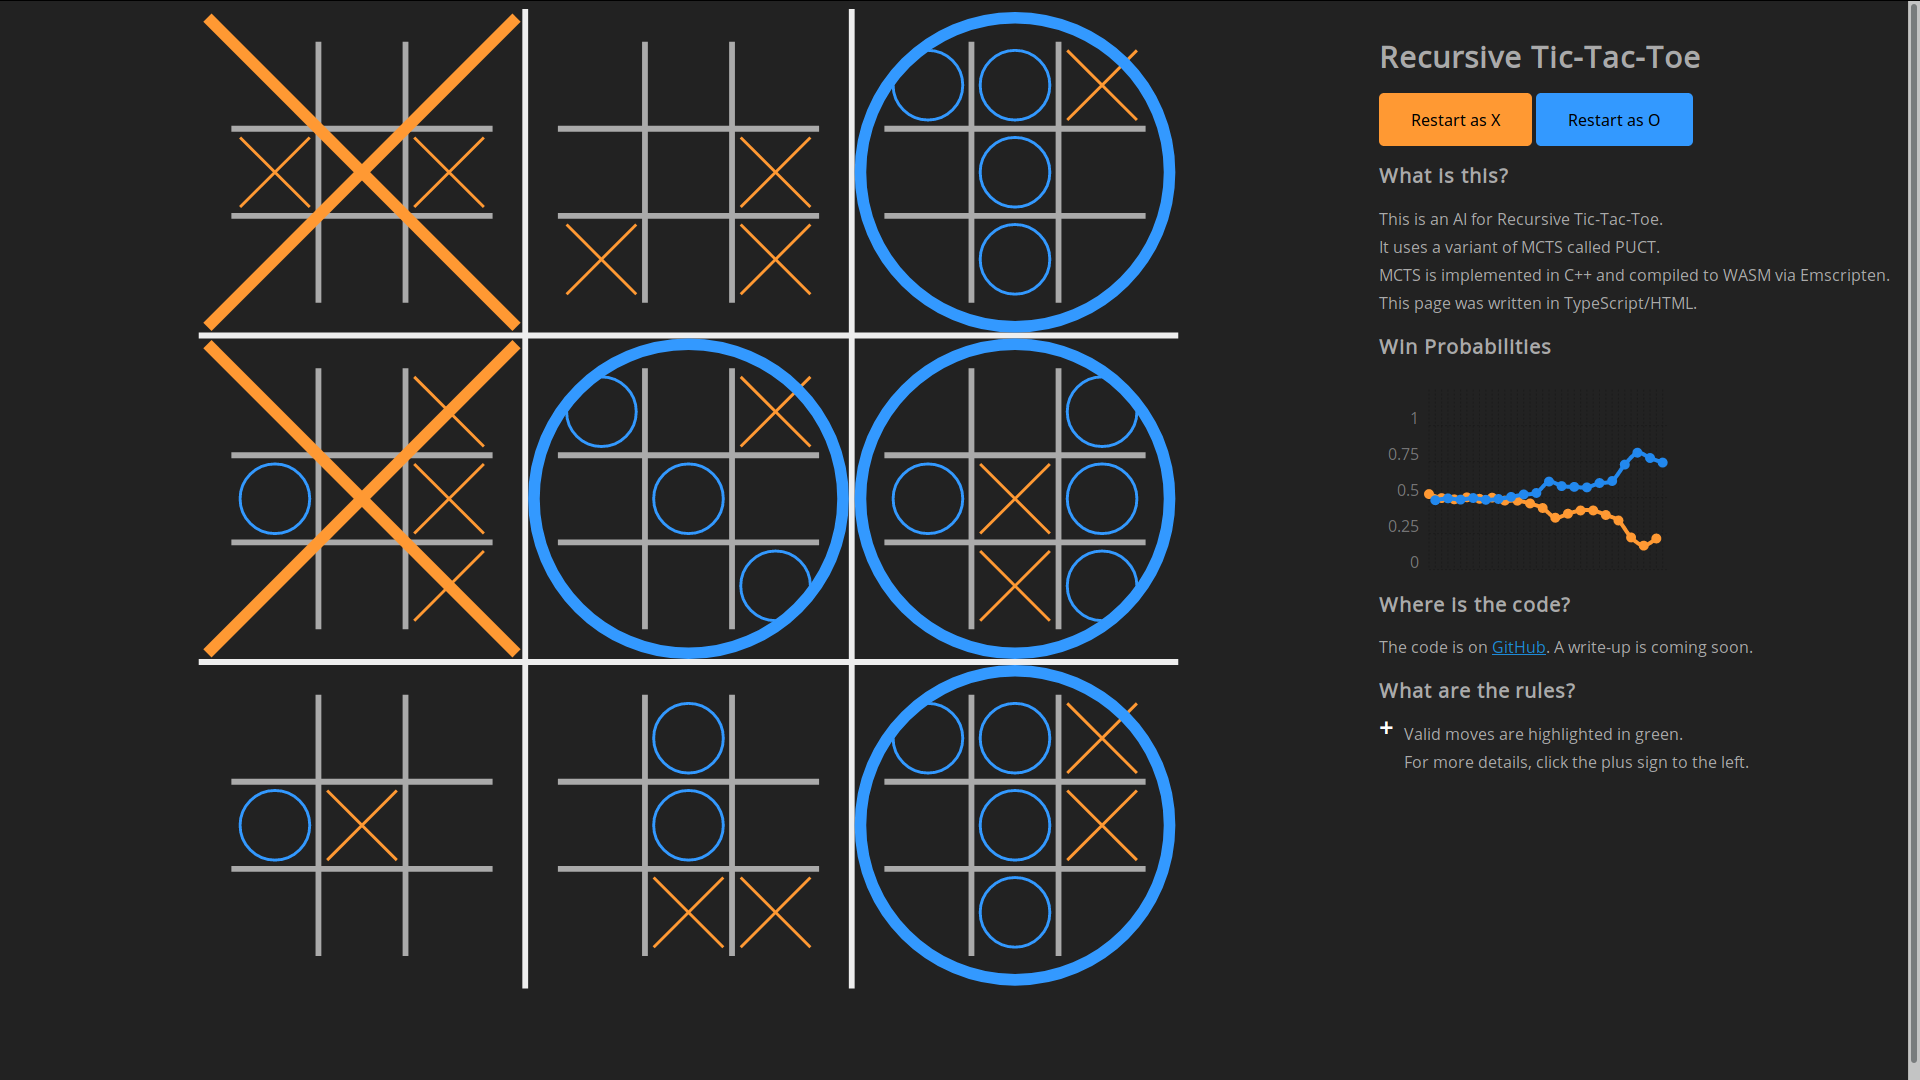 Recursive Tic-Tac-Toe
Restart as X
Restart as O
What is this?
This is an AI for Recursive Tic-Tac-Toe.
It uses a variant of MCTS called PUCT.
MCTS is implemented in C++ and compiled to WASM via Emscripten.
This page was written in TypeScript/HTML.
Win Probabilities
1
0.75
0.5
0.25
0
Where is the code?
The code is on GitHub. A write-up is coming soon.
What are the rules?
+ Valid moves are highlighted in green.
For more details, click the plus sign to the left.